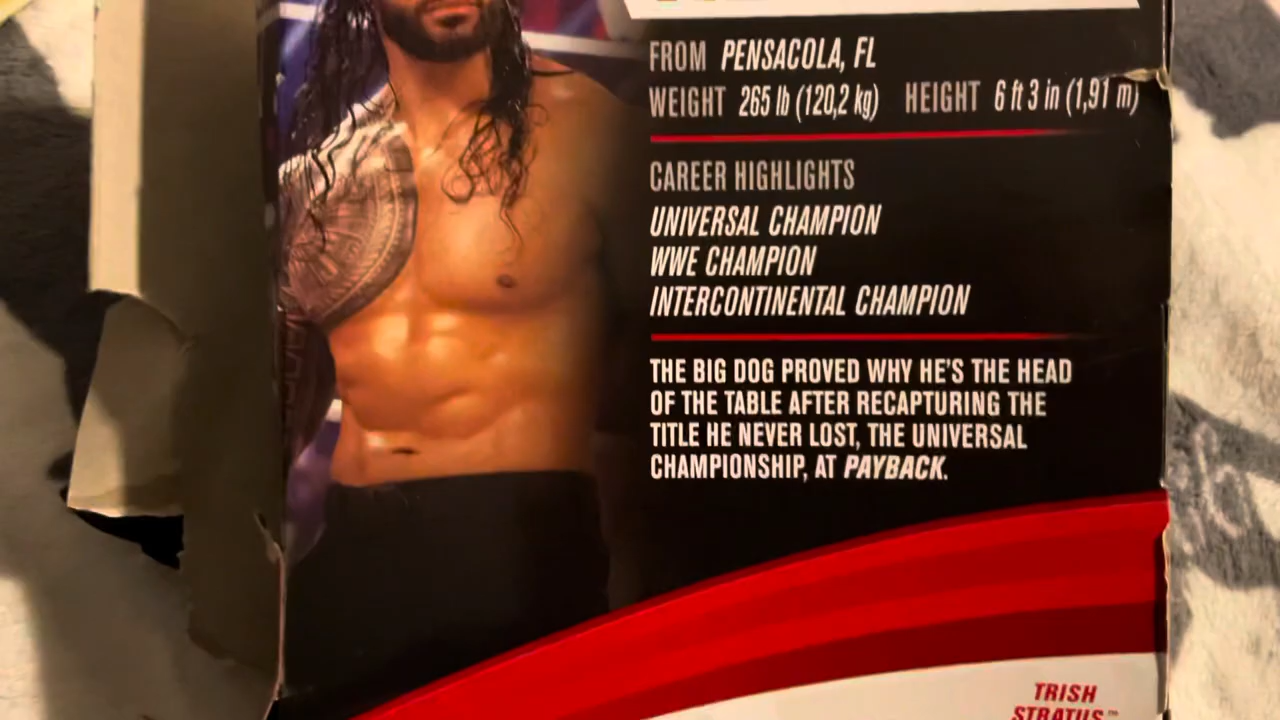 FROM PENSACOLA, FL
WEIGHT 265 lb (120,2 kg) HEIGHT 6 ft 3 in (1,91 m)
CAREER HIGHLIGHTS
UNIVERSAL CHAMPION
WWE CHAMPION
INTERCONTINENTAL CHAMPION
THE BIG DOG PROVED WHY HE'S THE HEAD
OF THE TABLE AFTER RECAPTURING THE
TITLE HE NEVER LOST, THE UNIVERSAL
CHAMPIONSHIP, AT PAYBACK.
TRISH
STRATUS™